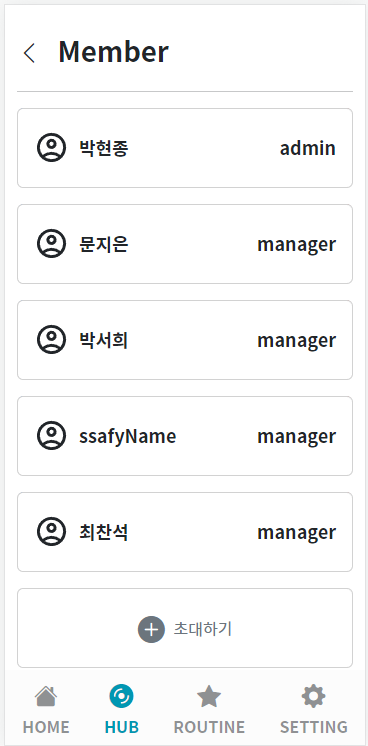 Member
박현종 admin
문지은 manager
박서희 manager
ssafyName manager
최찬석 manager
초대하기
HOME HUB ROUTINE SETTING